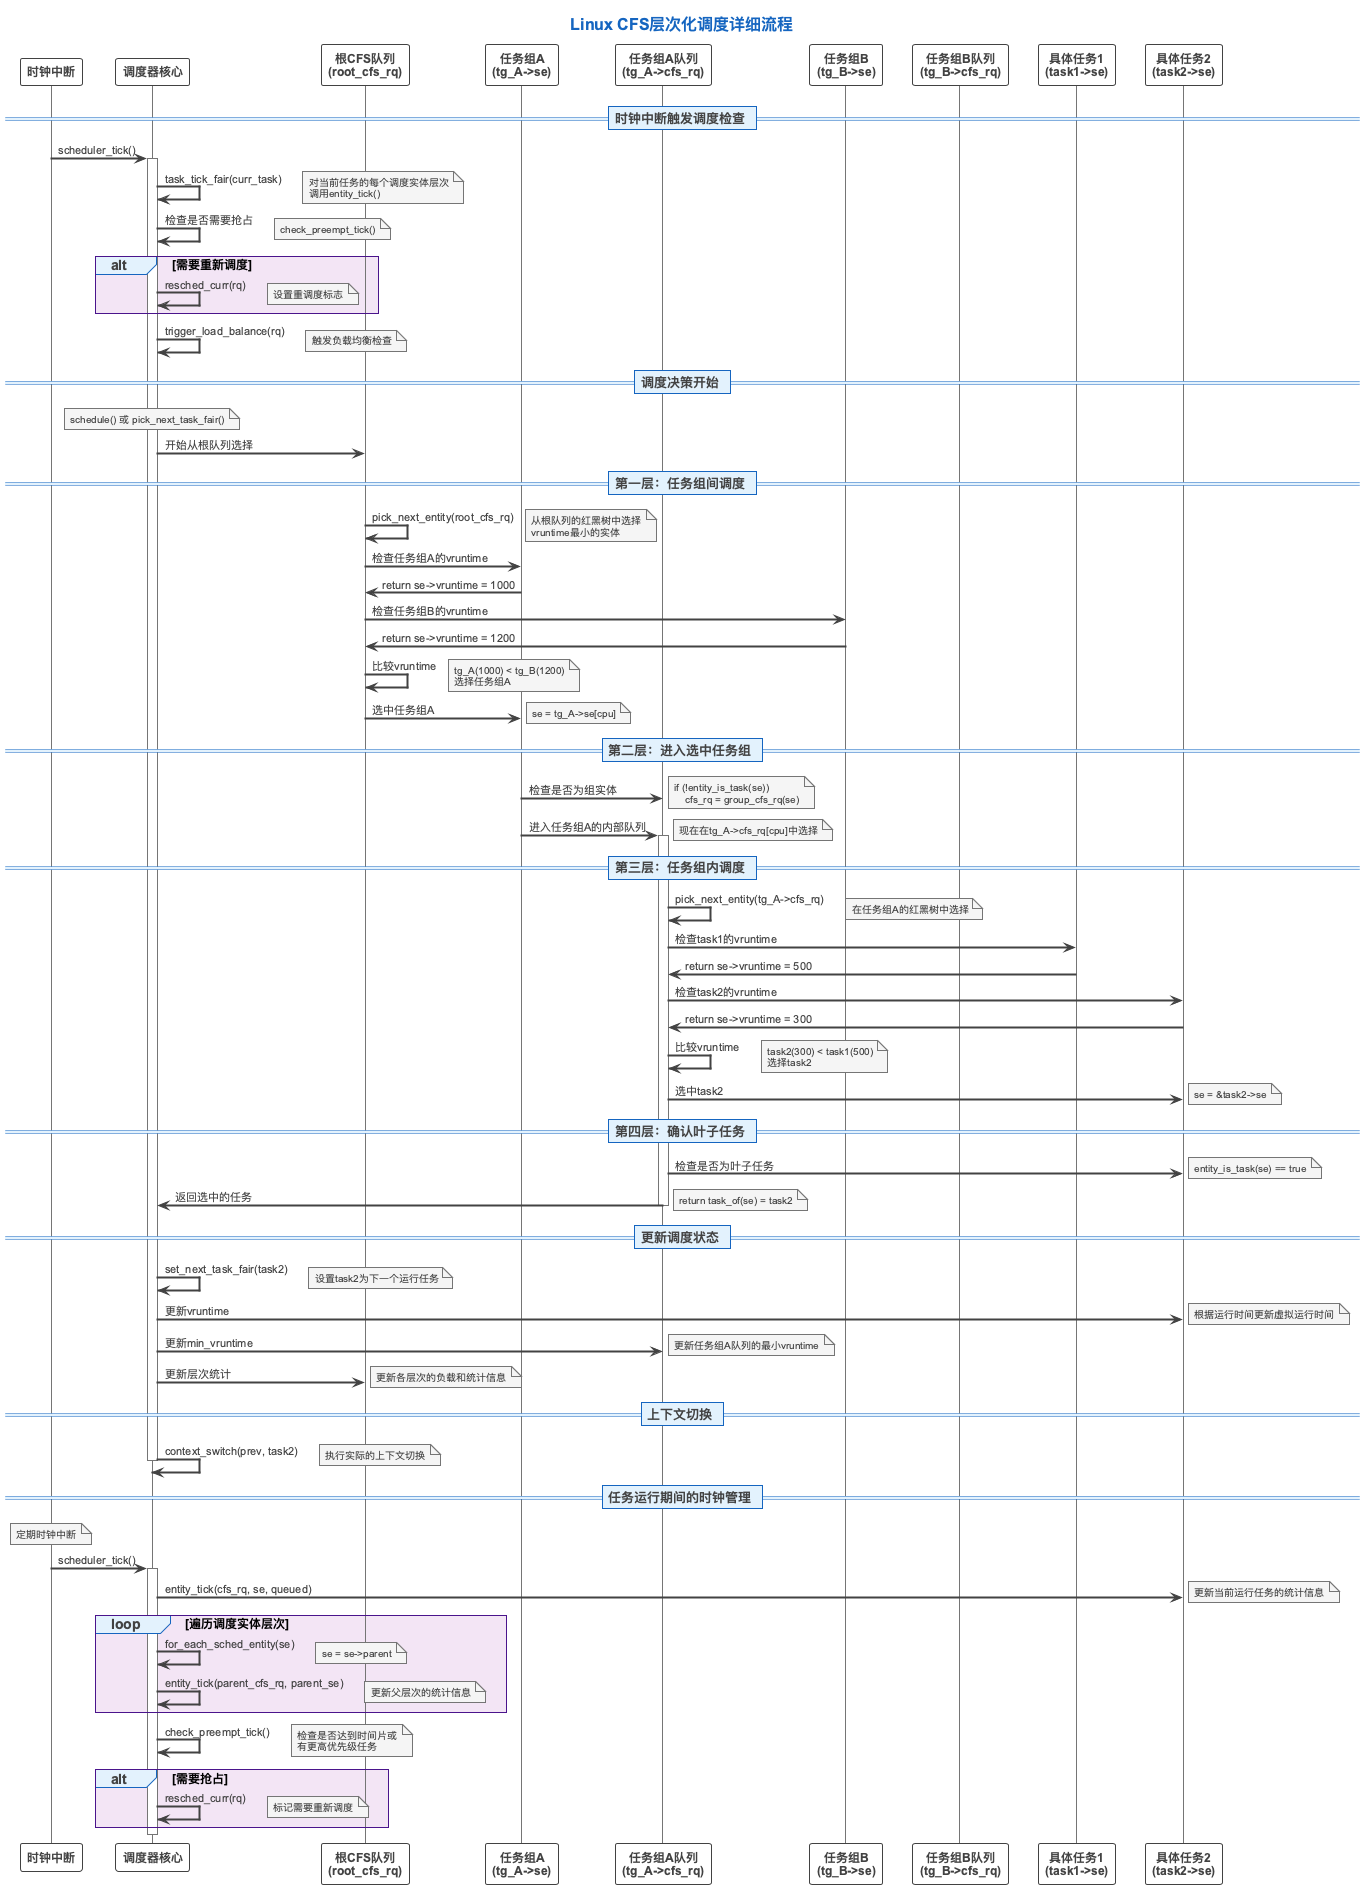 Linux CFS层次化调度详细流程
时钟中断
调度器核心
根CFS队列
(root_cfs_rq)
任务组A
(tg_A->se)
任务组A队列
(tg_A->cfs_rq)
任务组B
(tg_B->se)
任务组B队列
(tg_B->cfs_rq)
具体任务1
(task1->se)
具体任务2
(task2->se)
时钟中断触发调度检查
scheduler_tick()
task_tick_fair(curr_task)
对当前任务的每个调度实体层次
调用entity_tick()
检查是否需要抢占
check_preempt_tick()
alt
[需要重新调度]
resched_curr(rq)
设置重调度标志
trigger_load_balance(rq)
触发负载均衡检查
调度决策开始
schedule() 或 pick_next_task_fair()
开始从根队列选择
第一层：任务组间调度
pick_next_entity(root_cfs_rq)
从根队列的红黑树中选择
vruntime最小的实体
检查任务组A的vruntime
return se->vruntime = 1000
检查任务组B的vruntime
return se->vruntime = 1200
比较vruntime
tg_A(1000) < tg_B(1200)
选择任务组A
选中任务组A
se = tg_A->se[cpu]
第二层：进入选中任务组
检查是否为组实体
if (!entity_is_task(se))
cfs_rq = group_cfs_rq(se)
进入任务组A的内部队列
现在在tg_A->cfs_rq[cpu]中选择
第三层：任务组内调度
pick_next_entity(tg_A->cfs_rq)
在任务组A的红黑树中选择
检查task1的vruntime
return se->vruntime = 500
检查task2的vruntime
return se->vruntime = 300
比较vruntime
task2(300) < task1(500)
选择task2
选中task2
se = &task2->se
第四层：确认叶子任务
检查是否为叶子任务
entity_is_task(se) == true
返回选中的任务
return task_of(se) = task2
更新调度状态
set_next_task_fair(task2)
设置task2为下一个运行任务
更新vruntime
根据运行时间更新虚拟运行时间
更新min_vruntime
更新任务组A队列的最小vruntime
更新层次统计
更新各层次的负载和统计信息
上下文切换
context_switch(prev, task2)
执行实际的上下文切换
任务运行期间的时钟管理
定期时钟中断
scheduler_tick()
entity_tick(cfs_rq, se, queued)
更新当前运行任务的统计信息
loop
[遍历调度实体层次]
for_each_sched_entity(se)
se = se->parent
entity_tick(parent_cfs_rq, parent_se)
更新父层次的统计信息
check_preempt_tick()
检查是否达到时间片或
有更高优先级任务
alt
[需要抢占]
resched_curr(rq)
标记需要重新调度
时钟中断
调度器核心
根CFS队列
(root_cfs_rq)
任务组A
(tg_A->se)
任务组A队列
(tg_A->cfs_rq)
任务组B
(tg_B->se)
任务组B队列
(tg_B->cfs_rq)
具体任务1
(task1->se)
具体任务2
(task2->se)